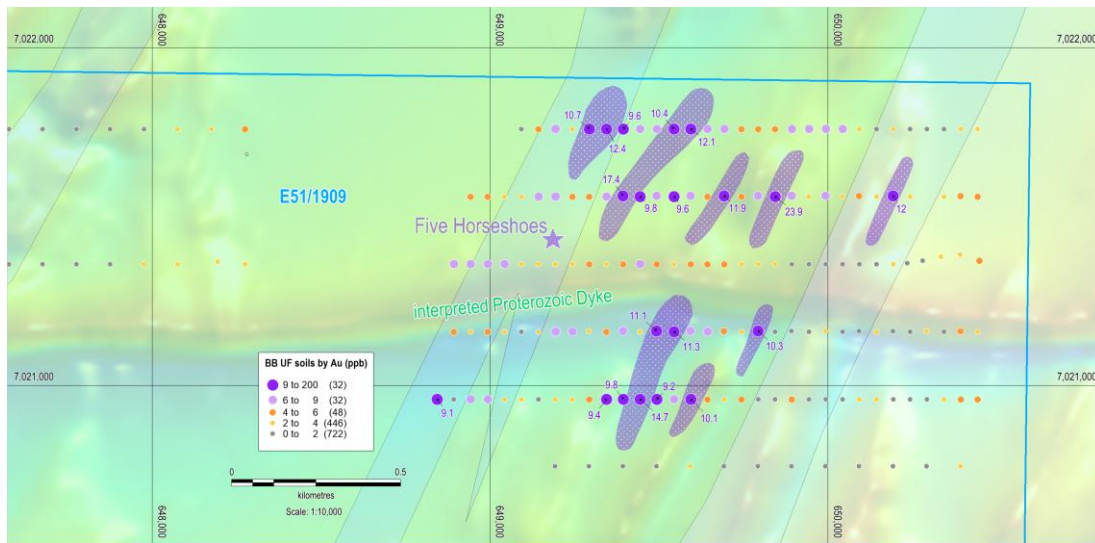 648,000
649,000
650,000
7,022,000
7,022,000
10.7
9.6
10.4
12.4
12.1
E51/1909
17.4
9.8
9.6
11.9
23.9
12
Five Horseshoes
interpreted Proterozoic Dyke
11.1
11.3
10.3
BB UF soils by Au (ppb)
9 to 200 (32)
6 to 9 (32)
4 to 6 (48)
2 to 4 (446)
0 to 2 (722)
7,021,000
7,021,000
9.8
9.2
9.1
9.4
14.7
10.1
0
0.5
kilometres
Scale: 1:10,000
648,000
649,000
650,000